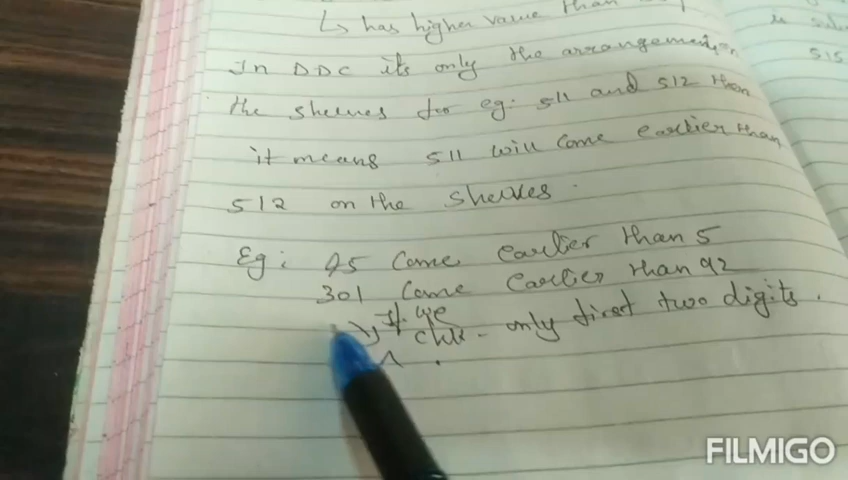 ↳ has higher value than
In DDC its only the arrangement on
the shelves for eg: 511 and 512 then
it means 511 will come earlier than
512 on the shelves.
Eg: 45 Come earlier than 5
301 Come earlier than 92
If we
chk - only first two digits.
515
FILMIGO